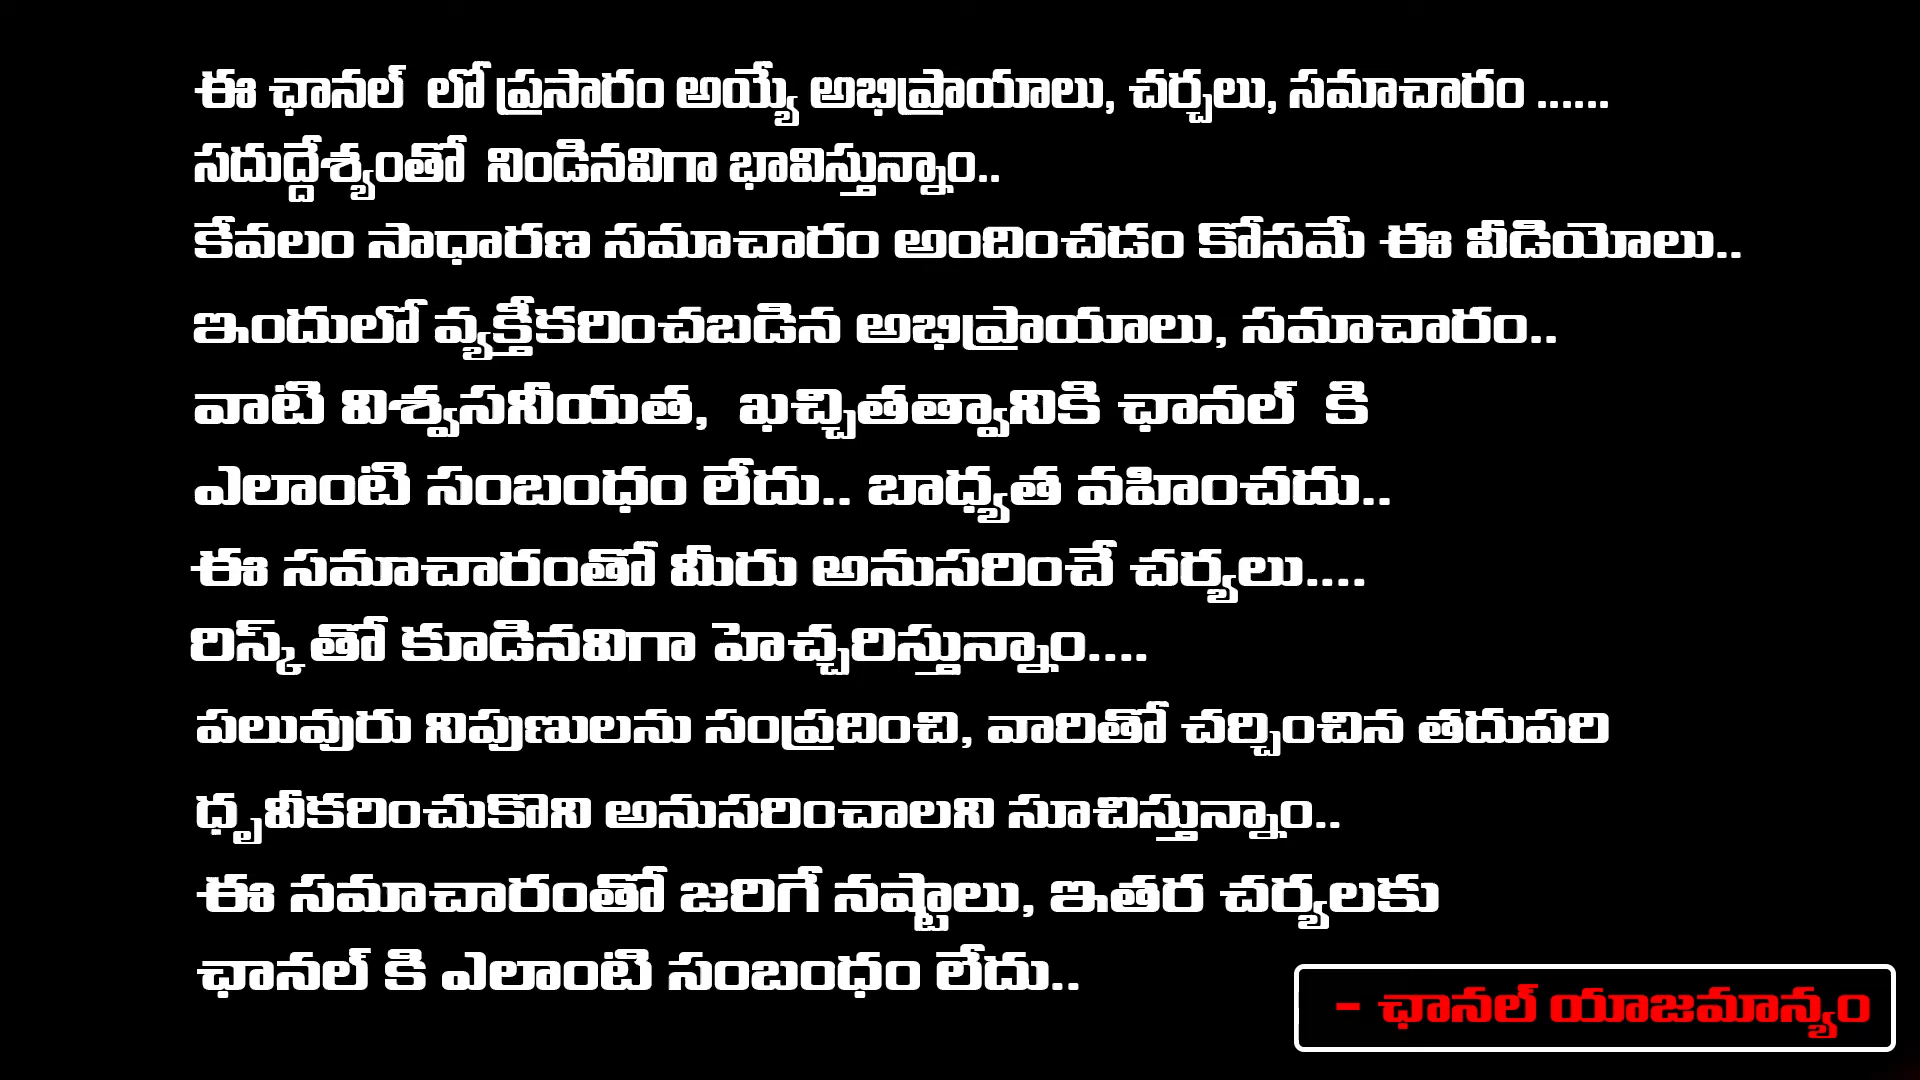 ఈ ఛానల్ లో ప్రసారం అయ్యే అభిప్రాయాలు, చర్చలు, సమాచారం ......
సదుద్దేశ్యంతో నిండినవిగా భావిస్తున్నాం..
కేవలం సాధారణ సమాచారం అందించడం కోసమే ఈ వీడియోలు..
ఇందులో వ్యక్తీకరించబడిన అభిప్రాయాలు, సమాచారం..
వాటి విశ్వసనీయత, ఖచ్చితత్వానికి ఛానల్ కి
ఎలాంటి సంబంధం లేదు.. బాధ్యత వహించదు..
ఈ సమాచారంతో మీరు అనుసరించే చర్యలు....
రిస్క్ తో కూడినవిగా హెచ్చరిస్తున్నాం....
పలువురు నిపుణులను సంప్రదించి, వారితో చర్చించిన తదుపరి
ధృవీకరించుకొని అనుసరించాలని సూచిస్తున్నాం..
ఈ సమాచారంతో జరిగే నష్టాలు, ఇతర చర్యలకు
ఛానల్ కి ఎలాంటి సంబంధం లేదు..
- ఛానల్ యాజమాన్యం